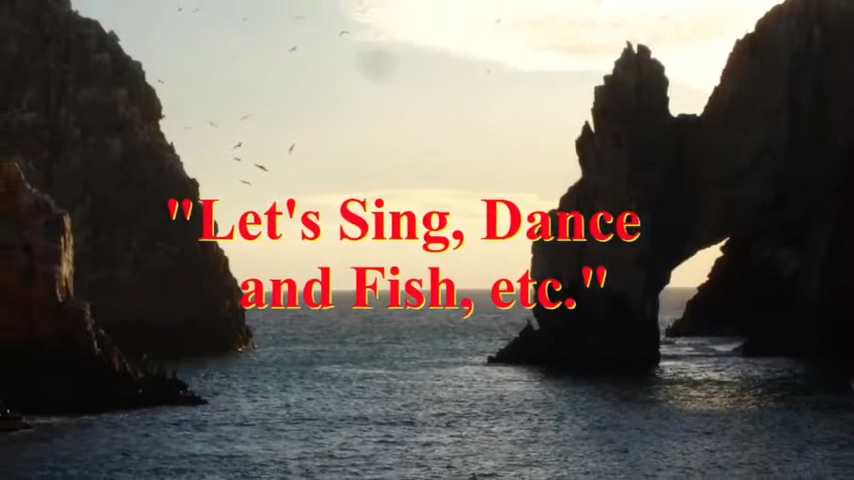 "Let's Sing, Dance
and Fish, etc."